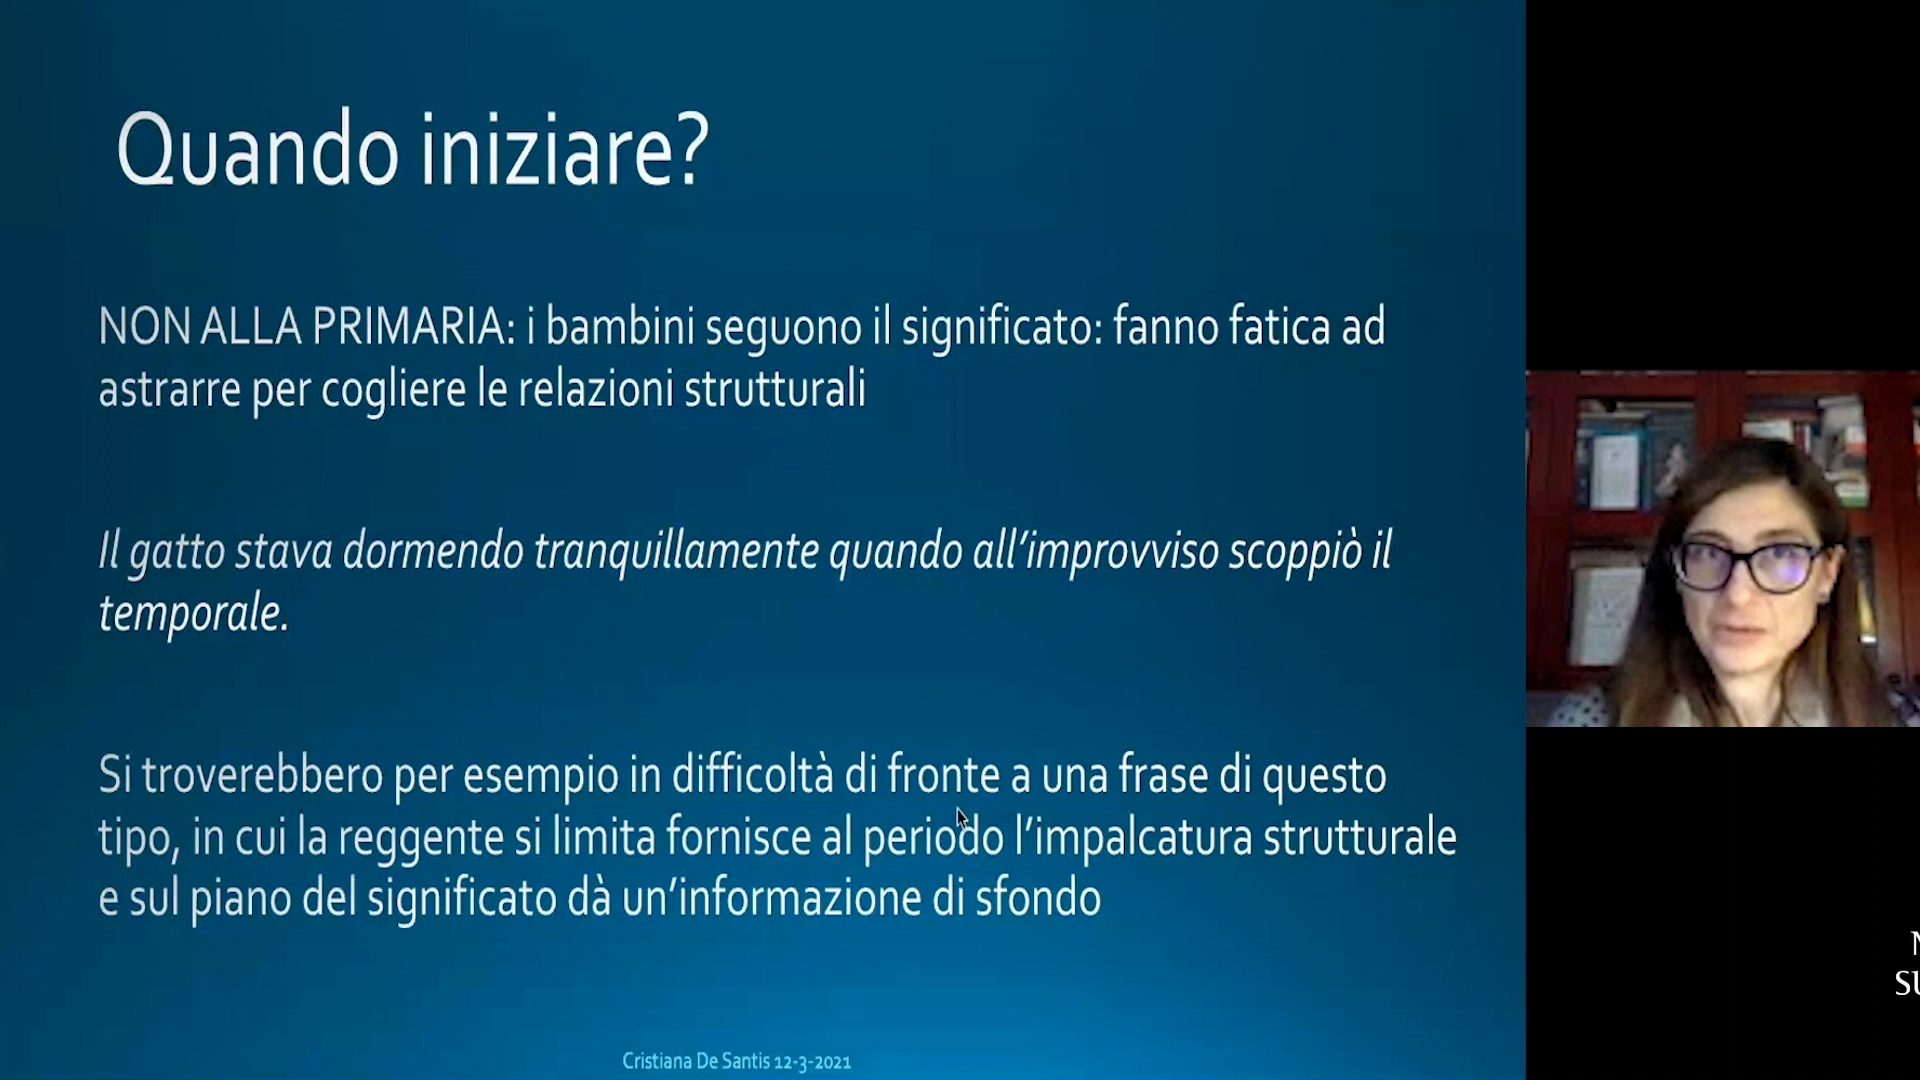 Quando iniziare?
NON ALLA PRIMARIA: i bambini seguono il significato: fanno fatica ad
astrarre per cogliere le relazioni strutturali
Il gatto stava dormendo tranquillamente quando all'improvviso scoppiò il
temporale.
Si troverebbero per esempio in difficoltà di fronte a una frase di questo
tipo, in cui la reggente si limita fornisce al periodo l'impalcatura strutturale
e sul piano del significato dà un'informazione di sfondo
Cristiana De Santis 12-3-2021